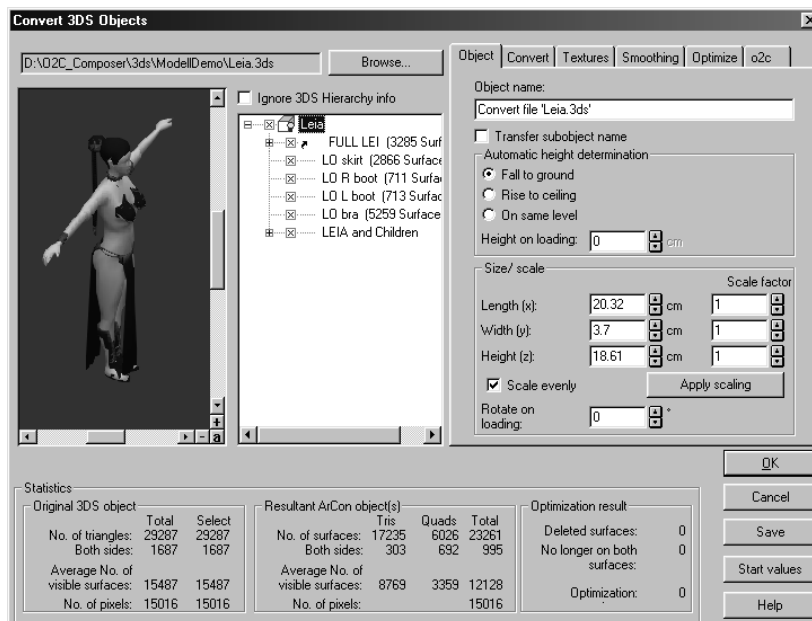 Convert 3DS Objects
D:\O2C_Composer\3ds\ModellDemo\Leia.3ds
Browse...
Ignore 3DS Hierarchy info
Leia
FULL LEI (3285 Surf
LO skirt (2866 Surface
LO R boot (711 Surfac
LO L boot (713 Surfac
LO bra (5259 Surface
LEIA and Children
a
Object Convert Textures Smoothing Optimize o2c
Object name:
Convert file 'Leia.3ds'
Transfer subobject name
Automatic height determination
Fall to ground
Rise to ceiling
On same level
Height on loading: 0 cm
Size/ scale
Scale factor
Length (x): 20.32 cm 1
Width (y): 3.7 cm 1
Height (z): 18.61 cm 1
Scale evenly Apply scaling
Rotate on
loading: 0 °
OK
Cancel
Save
Start values
Help
Statistics
Original 3DS object
Total Select
No. of triangles: 29287 29287
Both sides: 1687 1687
Average No. of
visible surfaces: 15487 15487
No. of pixels: 15016 15016
Resultant ArCon object(s)
Tris Quads Total
No. of surfaces: 17235 6026 23261
Both sides: 303 692 995
Average No. of
visible surfaces: 8769 3359 12128
No. of pixels: 15016
Optimization result
Deleted surfaces: 0
No longer on both 0
surfaces:
Optimization: 0